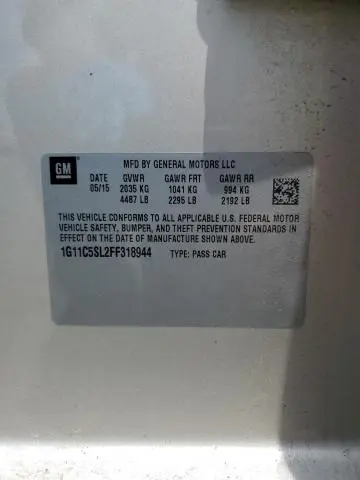 GM
MFD BY GENERAL MOTORS LLC
DATE GVWR GAWR FRT GAWR RR
05/15 2035 KG 1041 KG 994 KG
4487 LB 2295 LB 2192 LB
THIS VEHICLE CONFORMS TO ALL APPLICABLE U.S. FEDERAL MOTOR
VEHICLE SAFETY, BUMPER, AND THEFT PREVENTION STANDARDS
IN EFFECT ON THE DATE OF MANUFACTURE SHOWN ABOVE.
1G11C5SL2FF318944 TYPE: PASS CAR